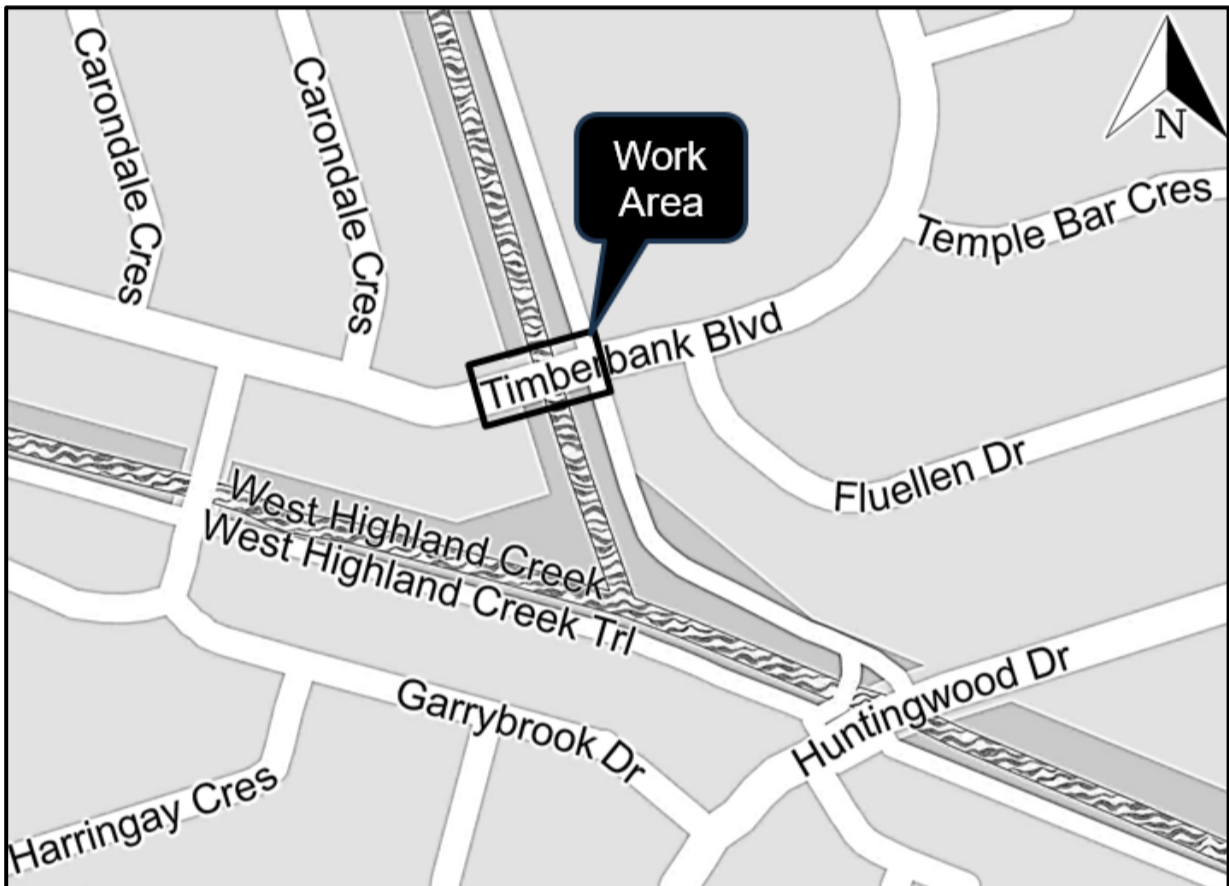 Carondale Cres
Carondale Cres
Work
Area
N
Temple Bar Cres
Timberbank Blvd
Fluellen Dr
West Highland Creek
West Highland Creek Trl
Huntingwood Dr
Garrybrook Dr
Harringay Cres